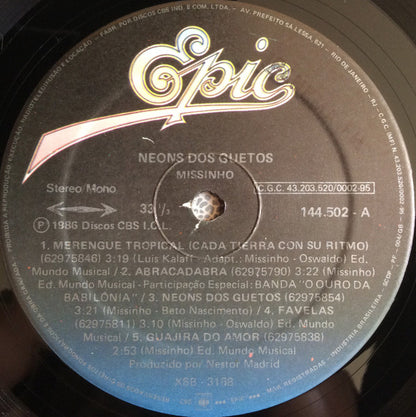 Epic
NEONS DOS GUETOS
MISSINHO
Stereo Mono
33
C.G.C. 43.203.520/0002-95
℗ 1986 Discos CBS I.C.L.
144.502 - A
1. MERENGUE TROPICAL (CADA TIERRA CON SU RITMO)
(62975846) 3:19 (Luis Kalaff - Adapt.: Missinho - Oswaldo) Ed.
Mundo Musical / 2. ABRACADABRA (62975790) 3:22 (Missinho)
Ed. Mundo Musical - Participação Especial: BANDA "O OURO DA
BABILÔNIA" / 3. NEONS DOS GUETOS (62975854)
3:21 (Missinho - Beto Nascimento) / 4. FAVELAS
(62975811) 3:10 (Missinho - Oswaldo) Ed. Mundo
Musical / 5. GUAJIRA DO AMOR (62975838)
2:53 (Missinho) Ed. Mundo Musical
Produzido por Nestor Madrid
XSB - 3168